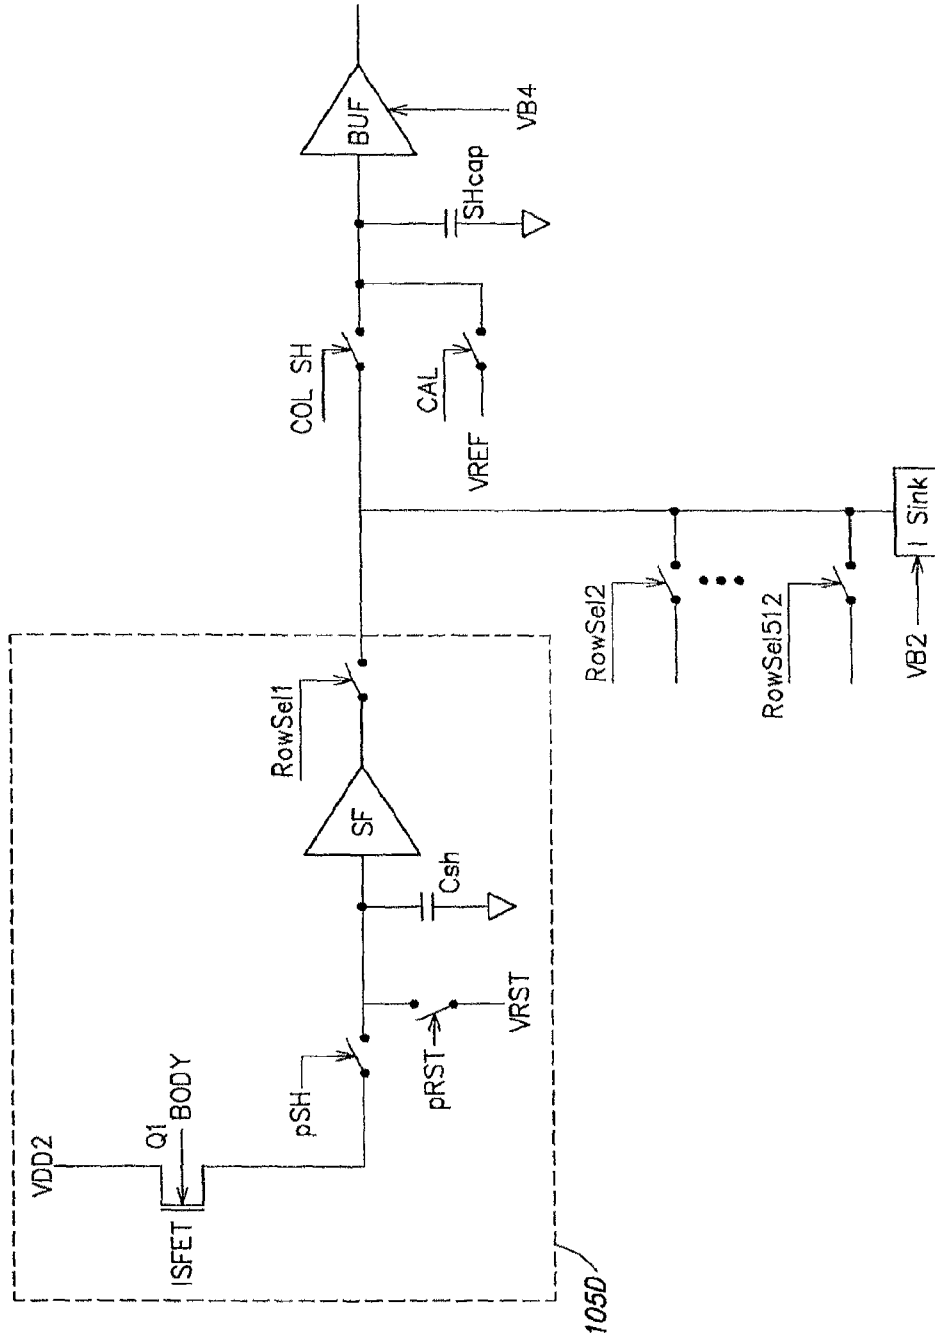 VDD2
Q1
BODY
ISFET
pSH
pRST
VRST
Csh
SF
RowSel1
COL SH
CAL
VREF
SHcap
BUF
VB4
RowSel2
RowSel512
VB2
I Sink
105D